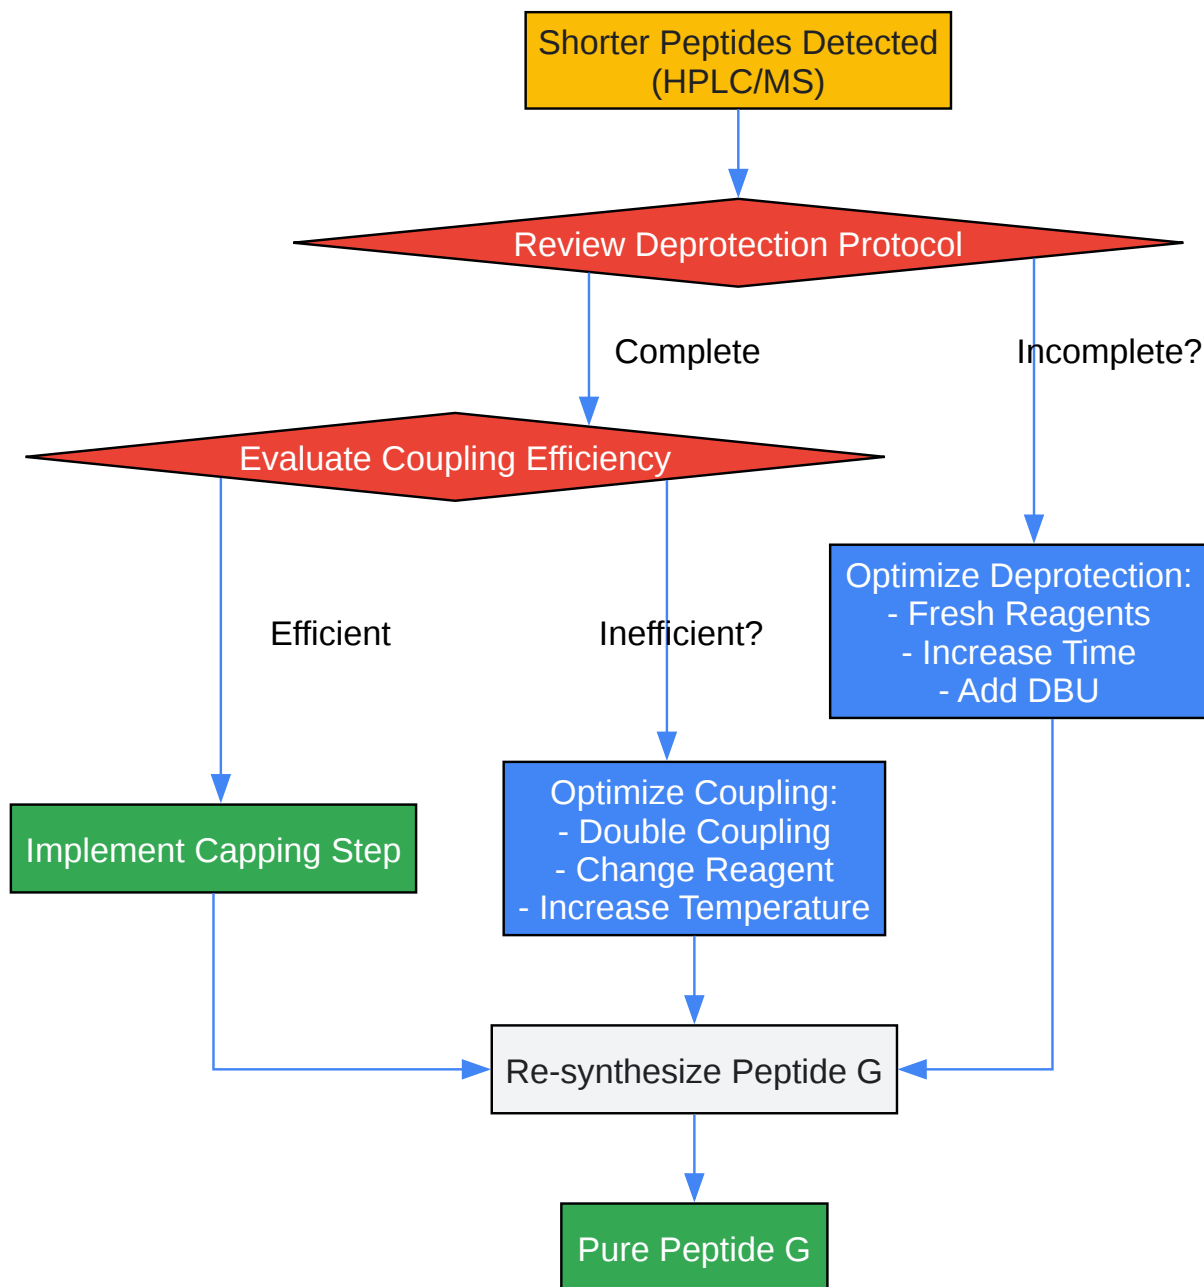 Shorter Peptides Detected
(HPLC/MS)
Review Deprotection Protocol
Complete
Incomplete?
Evaluate Coupling Efficiency
Efficient
Inefficient?
Optimize Deprotection:
- Fresh Reagents
- Increase Time
- Add DBU
Optimize Coupling:
- Double Coupling
- Change Reagent
- Increase Temperature
Implement Capping Step
Re-synthesize Peptide G
Pure Peptide G